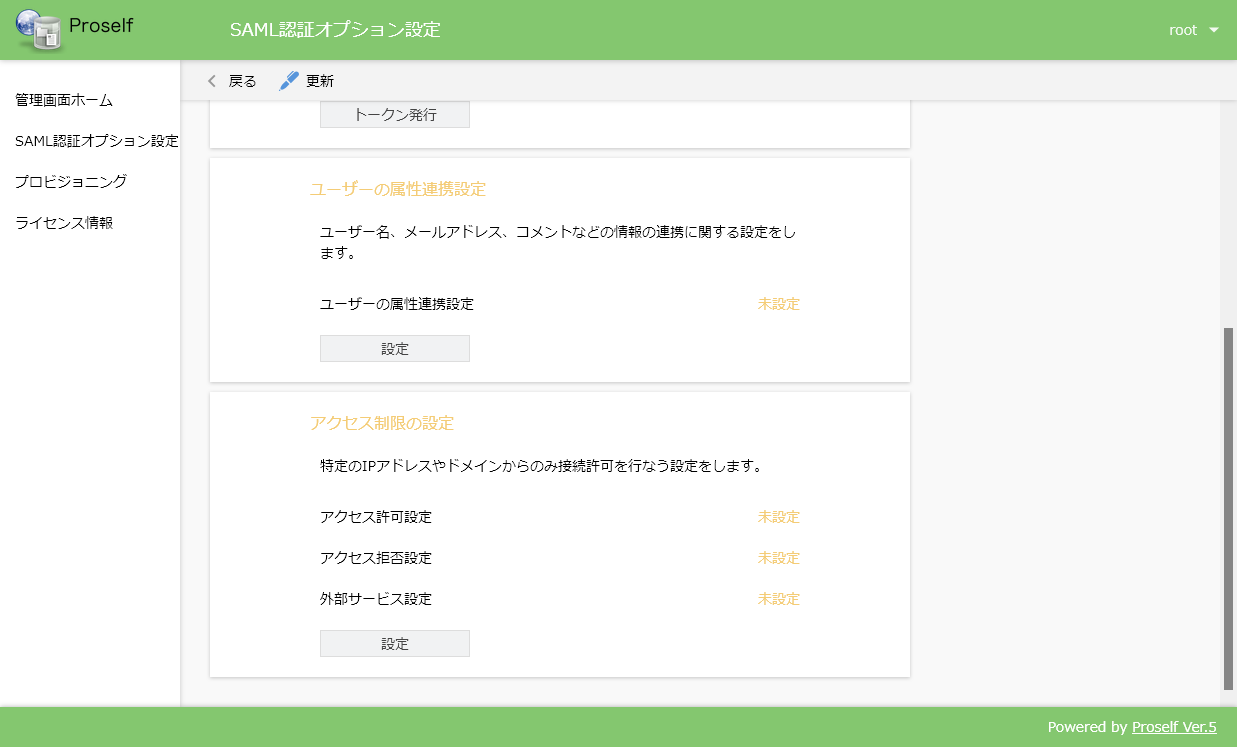 Proself
SAML認証オプション設定
root
戻る
更新
管理画面ホーム
SAML認証オプション設定
プロビジョニング
ライセンス情報
トークン発行
ユーザーの属性連携設定
ユーザー名、メールアドレス、コメントなどの情報の連携に関する設定をし
ます。
ユーザーの属性連携設定 未設定
設定
アクセス制限の設定
特定のIPアドレスやドメインからのみ接続許可を行なう設定をします。
アクセス許可設定 未設定
アクセス拒否設定 未設定
外部サービス設定 未設定
設定
Powered by Proself Ver.5